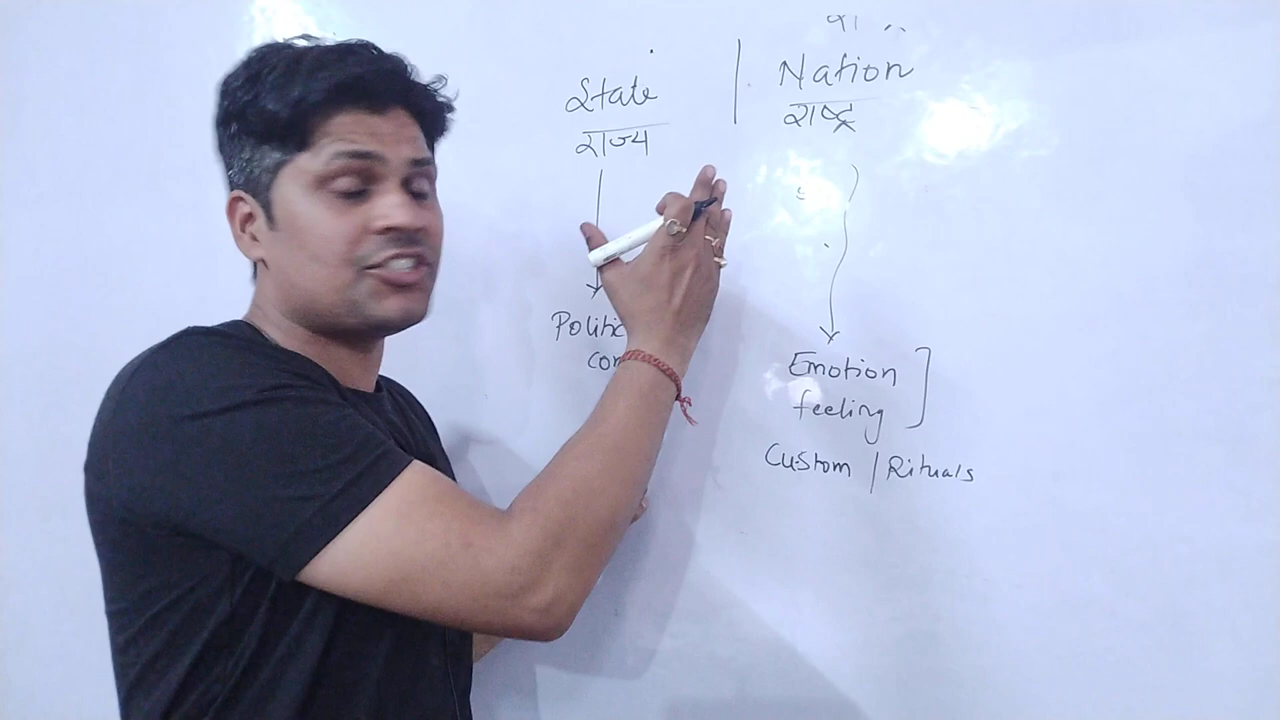 State | Nation
राज्य राष्ट्र
Emotion
feeling
Custom / Rituals